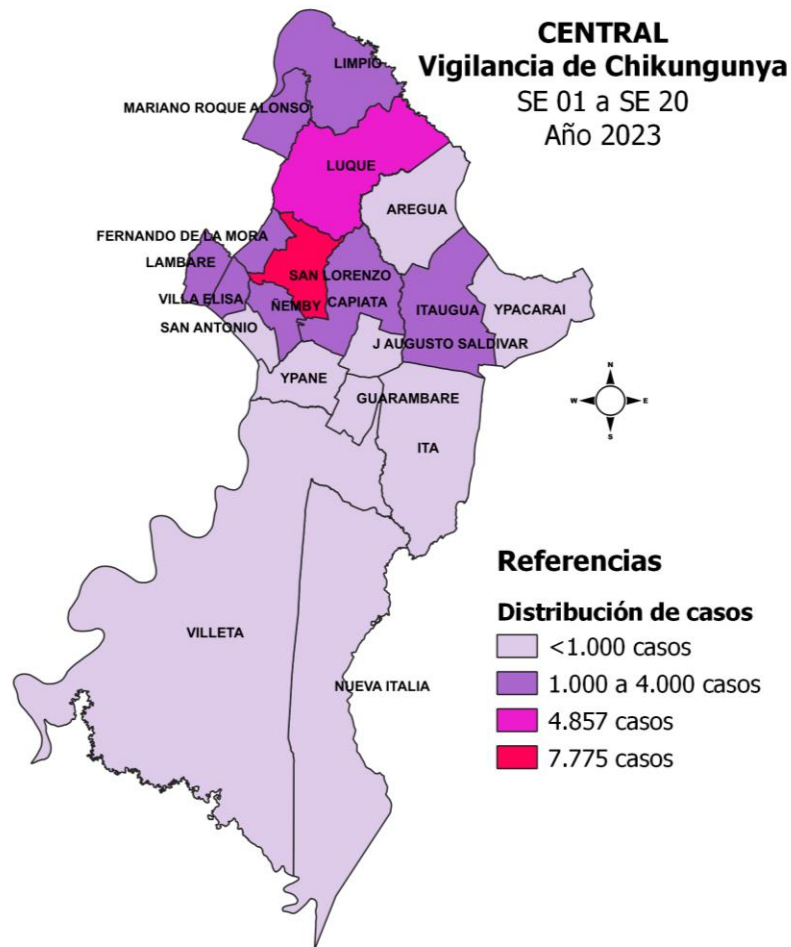 CENTRAL
Vigilancia de Chikungunya
SE 01 a SE 20
Año 2023
LIMPIO
MARIANO ROQUE ALONSO
LUQUE
AREGUA
FERNANDO DE LA MORA
LAMBARE
SAN LORENZO
VILLA ELISA
ÑEMBY
CAPIATA
ITAUGUA
YPACARAI
SAN ANTONIO
J AUGUSTO SALDIVAR
YPANE
GUARAMBARE
ITA
N
W
E
S
VILLETA
NUEVA ITALIA
Referencias
Distribución de casos
<1.000 casos
1.000 a 4.000 casos
4.857 casos
7.775 casos